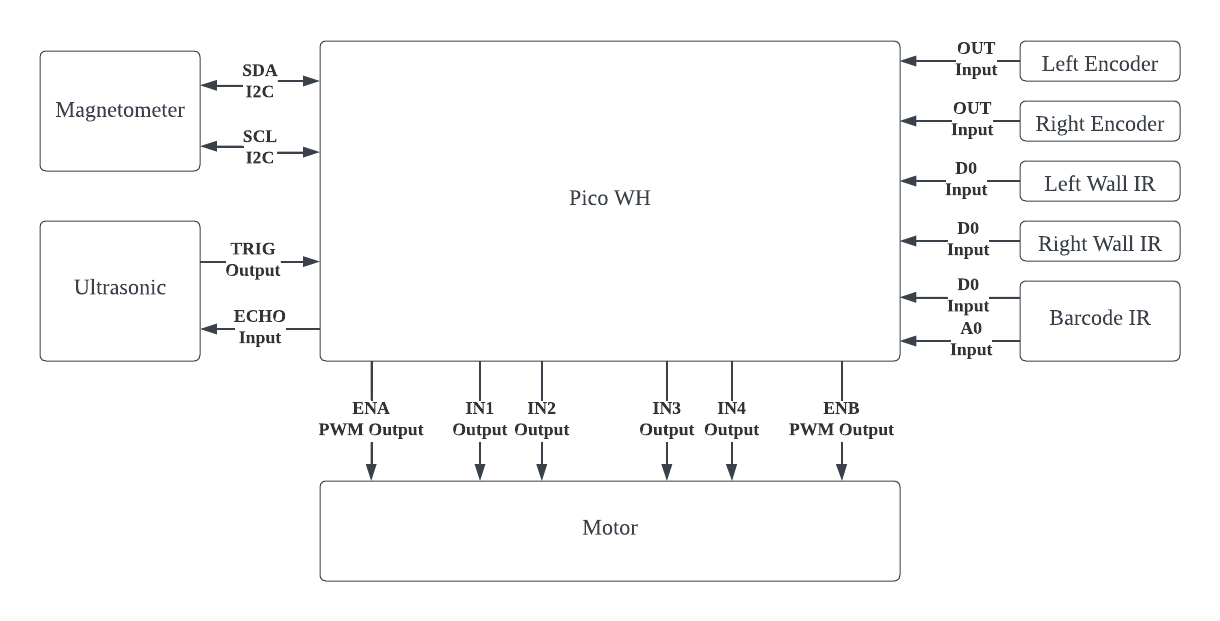 Magnetometer
SDA
I2C
SCL
I2C
Ultrasonic
TRIG
Output
ECHO
Input
Pico WH
OUT
Input
Left Encoder
OUT
Input
Right Encoder
D0
Input
Left Wall IR
D0
Input
Right Wall IR
D0
Input
A0
Input
Barcode IR
ENA
PWM Output
IN1
Output
IN2
Output
IN3
Output
IN4
Output
ENB
PWM Output
Motor